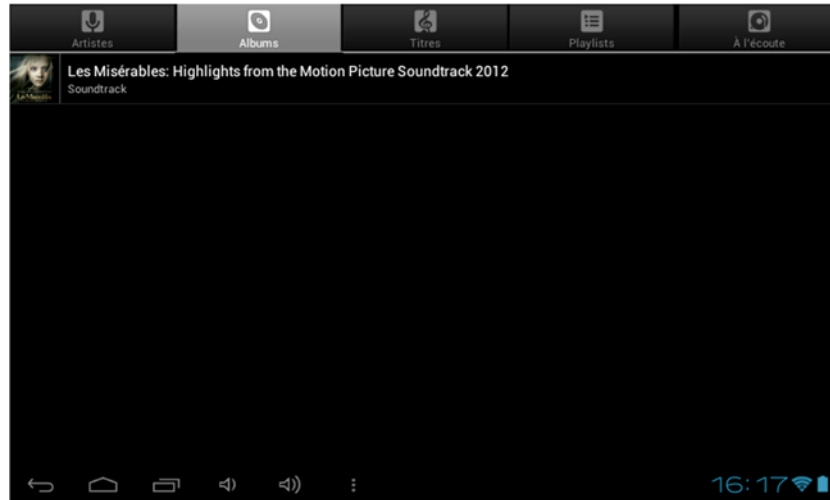 Artistes
Albums
Titres
Playlists
À l'écoute
Les Misérables: Highlights from the Motion Picture Soundtrack 2012
Soundtrack
16:17